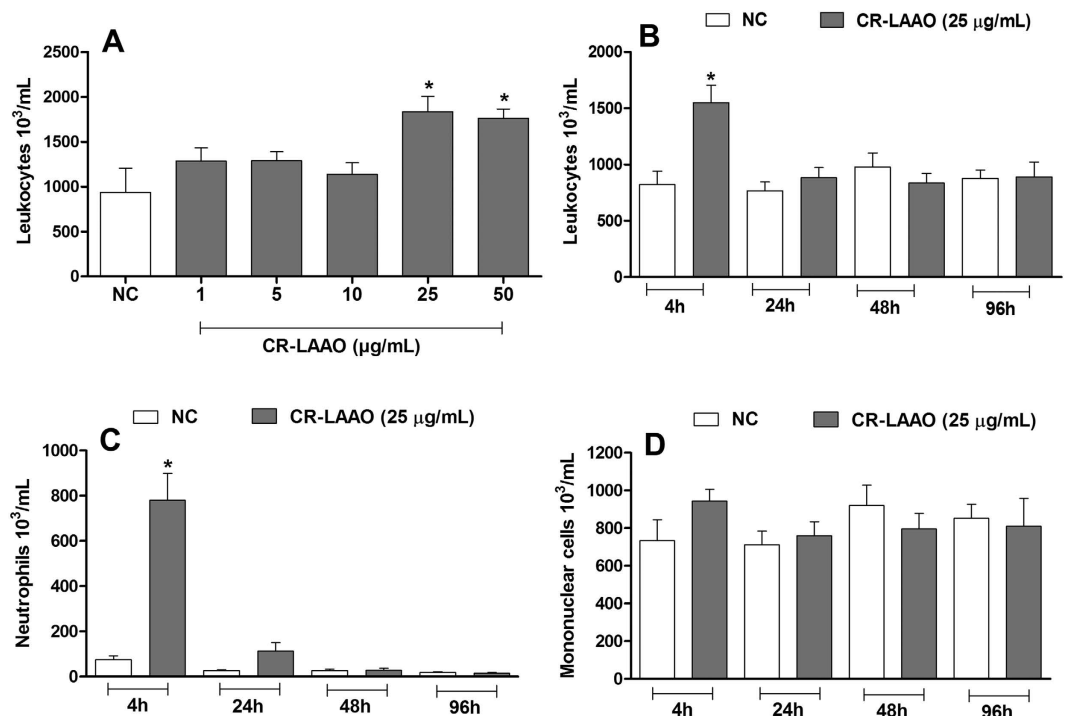 A
Leukocytes 10³/mL
2500
2000
1500
1000
500
0
* *
NC 1 5 10 25 50
CR-LAAO (µg/mL)
NC CR-LAAO (25 µg/mL)
B
Leukocytes 10³/mL
2000
1500
1000
500
0
*
4h 24h 48h 96h
NC CR-LAAO (25 µg/mL)
C
Neutrophils 10³/mL
1000
800
600
400
200
0
*
4h 24h 48h 96h
NC CR-LAAO (25 µg/mL)
D
Mononuclear cells 10³/mL
1200
1000
800
600
400
200
0
4h 24h 48h 96h